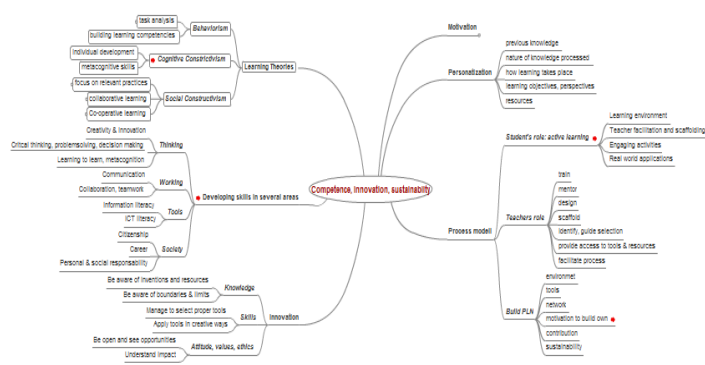 Competence, Innovation, sustainability
Learning Theories
Behaviorism
task analysis
building learning competencies
Cognitive Constrictivism
Individual development
metacognitive skills
Social Constructivism
focus on relevant practices
collaborative learning
Co-operative learning
Developing skills in several areas
Thinking
Creativity & Innovation
Critcal thinking, problemsolving, decision making
Learning to learn, metacognition
Working
Communication
Collaboration, teamwork
Tools
Information literacy
ICT literacy
Society
Citizenship
Career
Personal & social responsability
Innovation
Knowledge
Be aware of inventions and resources
Be aware of boundaries & limits
Skills
Manage to select proper tools
Apply tools in creative ways
Attitude, values, ethics
Be open and see opportunities
Understand impact
Motivation
Personalization
previous knowledge
nature of knowledge processed
how learning takes place
learning objectives, perspectives
resources
Process modell
Student's role: active learning
Learning environment
Teacher facilitation and scaffolding
Engaging activities
Real world applications
Teachers role
train
mentor
design
scaffold
identify, guide selection
provide access to tools & resources
facilitate process
Build PLN
environmet
tools
network
motivation to build own
contribution
sustainability